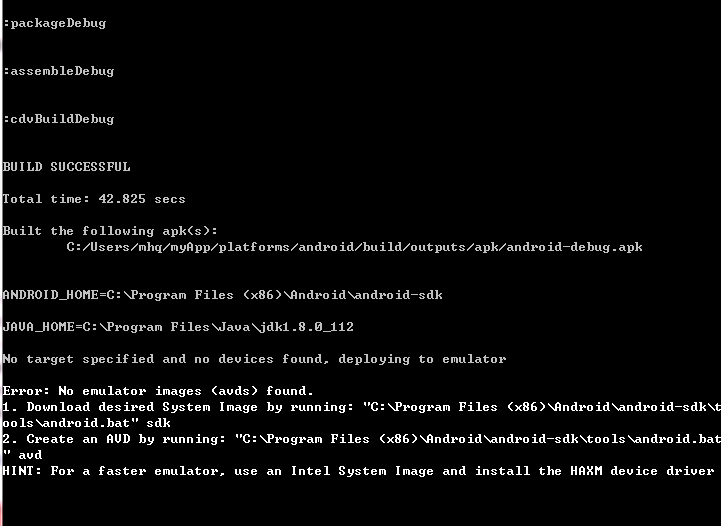 :packageDebug
:assembleDebug
:cdvBuildDebug
BUILD SUCCESSFUL
Total time: 42.825 secs
Built the following apk(s):
C:/Users/mhq/myApp/platforms/android/build/outputs/apk/android-debug.apk
ANDROID_HOME=C:\Program Files (x86)\Android\android-sdk
JAVA_HOME=C:\Program Files\Java\jdk1.8.0_112
No target specified and no devices found, deploying to emulator
Error: No emulator images (avds) found.
1. Download desired System Image by running: "C:\Program Files (x86)\Android\android-sdk\t
ools\android.bat" sdk
2. Create an AVD by running: "C:\Program Files (x86)\Android\android-sdk\tools\android.bat
" avd
HINT: For a faster emulator, use an Intel System Image and install the HAXM device driver